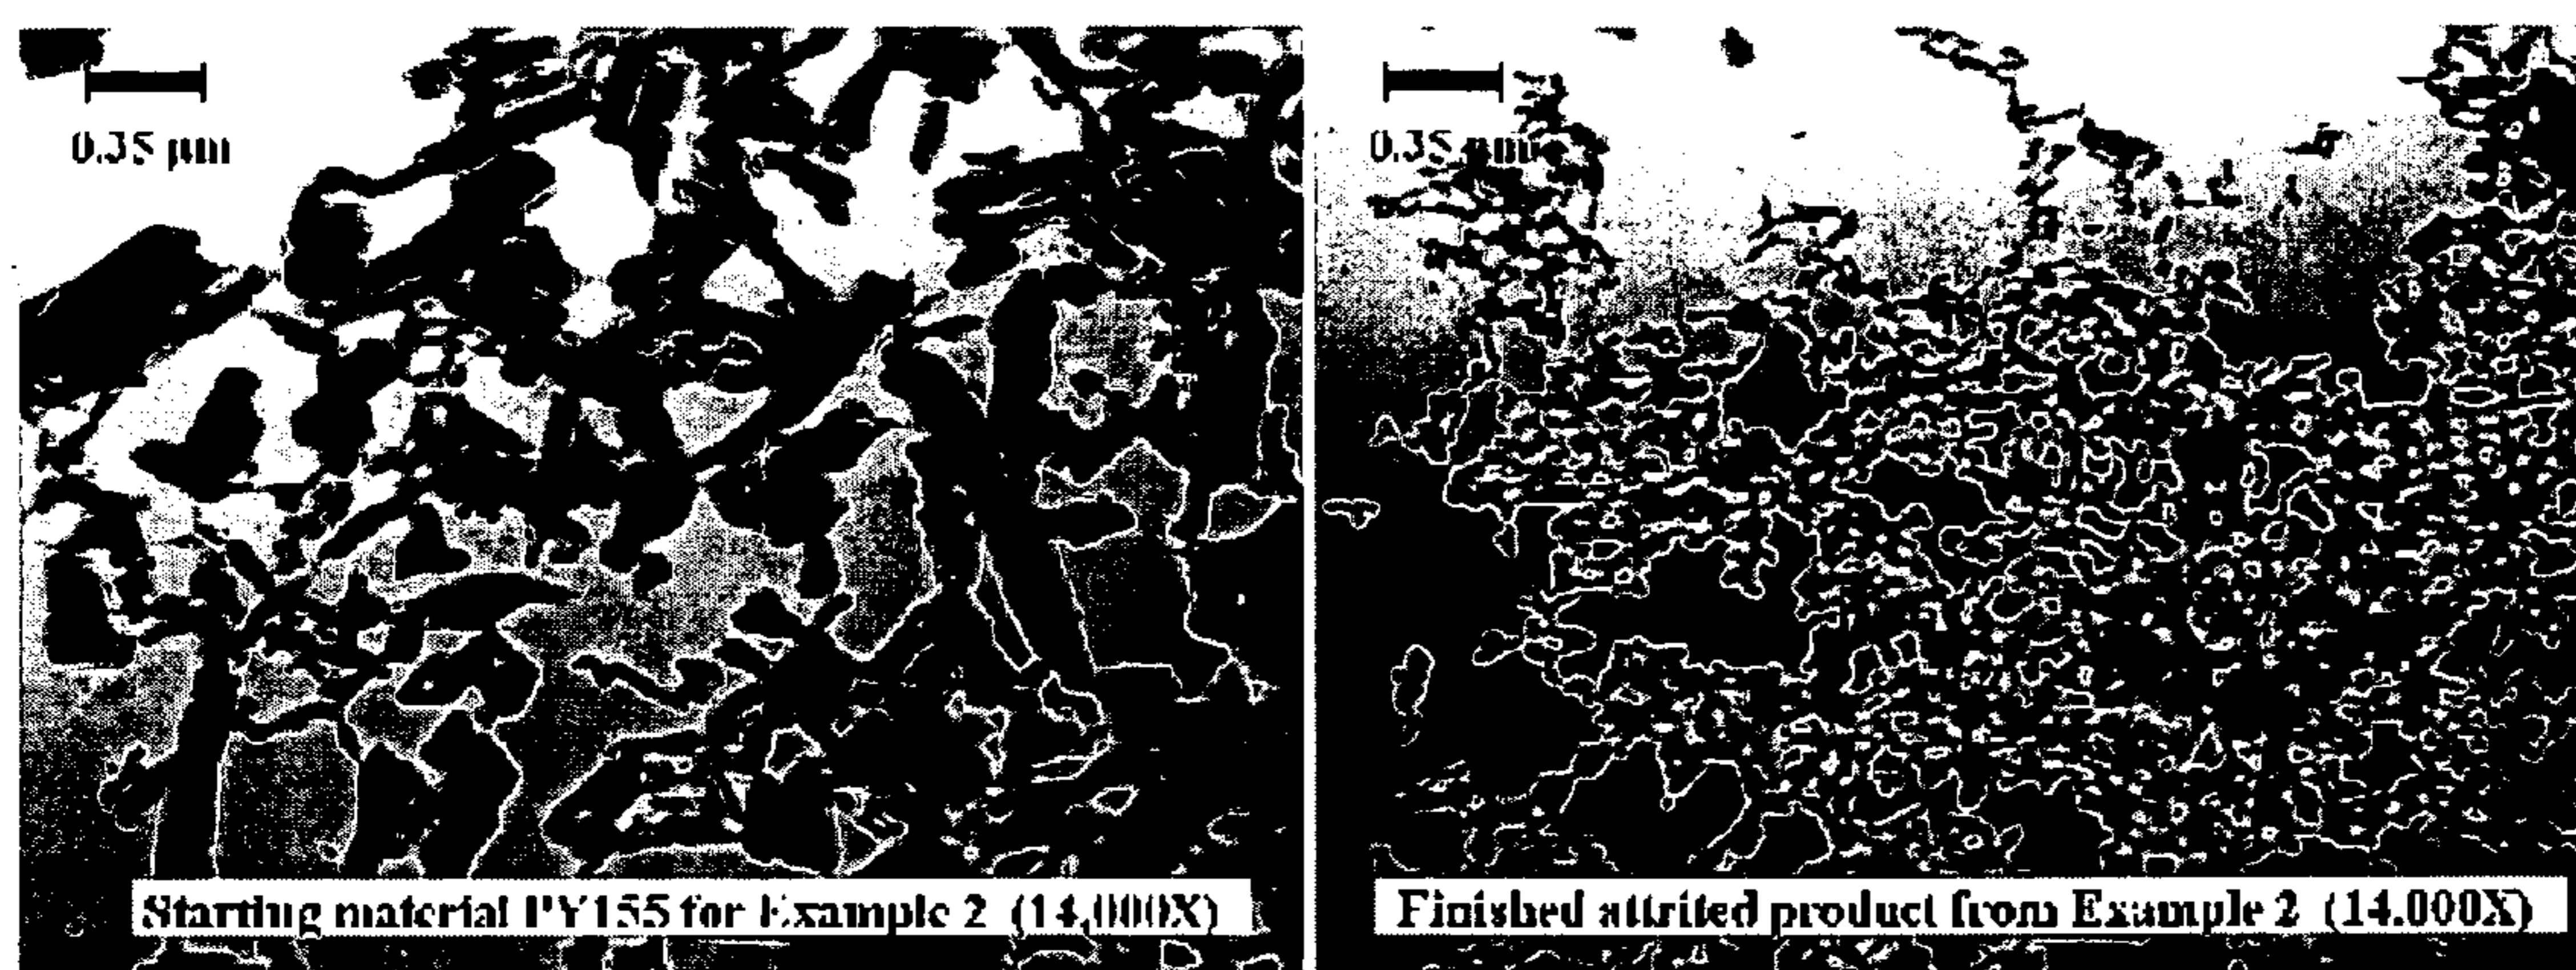 0.35 µm
0.35 µm
Starting material PY155 for Example 2 (14,000X)
Finished attrited product from Example 2 (14.000X)